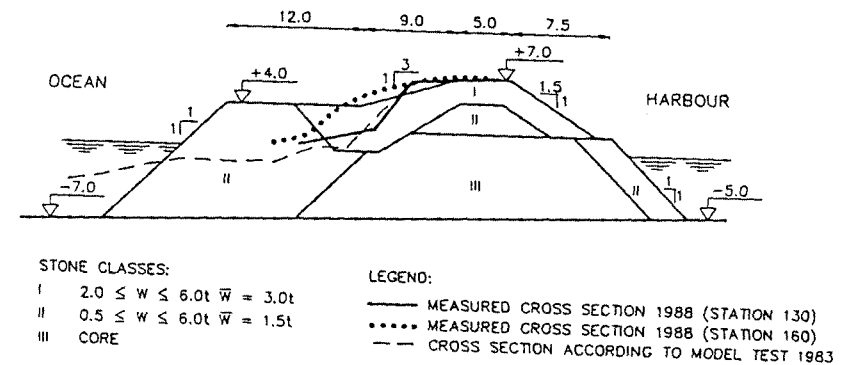 12.0 9.0 5.0 7.5
+7.0
3
1
+4.0
OCEAN
1.5
1
HARBOUR
I
1
1
II
-7.0
II
III
II
1
1
-5.0
STONE CLASSES:
I 2.0 ≤ W ≤ 6.0t W̅ = 3.0t
II 0.5 ≤ W ≤ 6.0t W̅ = 1.5t
III CORE
LEGEND:
MEASURED CROSS SECTION 1988 (STATION 130)
MEASURED CROSS SECTION 1988 (STATION 160)
CROSS SECTION ACCORDING TO MODEL TEST 1983